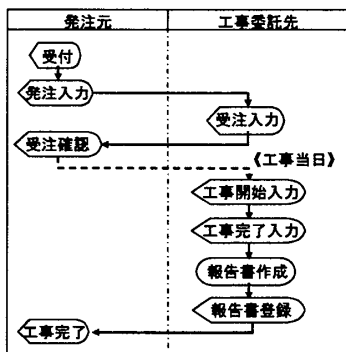 発注元
工事委託先
受付
発注入力
受注入力
受注確認
《工事当日》
工事開始入力
工事完了入力
報告書作成
報告書登録
工事完了